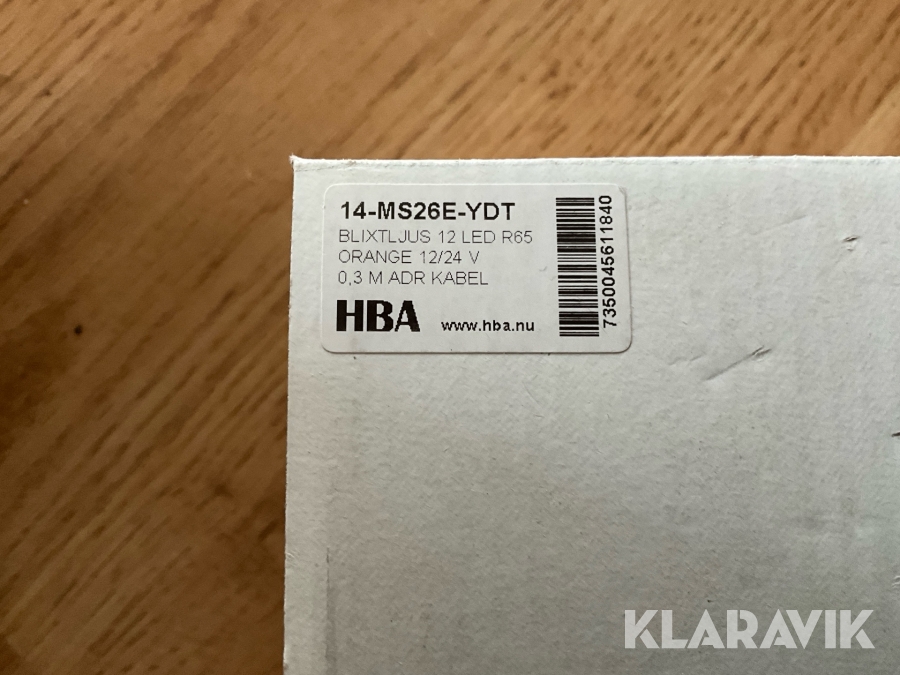 14-MS26E-YDT
BLIXTLJUS 12 LED R65
ORANGE 12/24 V
0,3 M ADR KABEL
HBA www.hba.nu
7350045611840
KLARAVIK